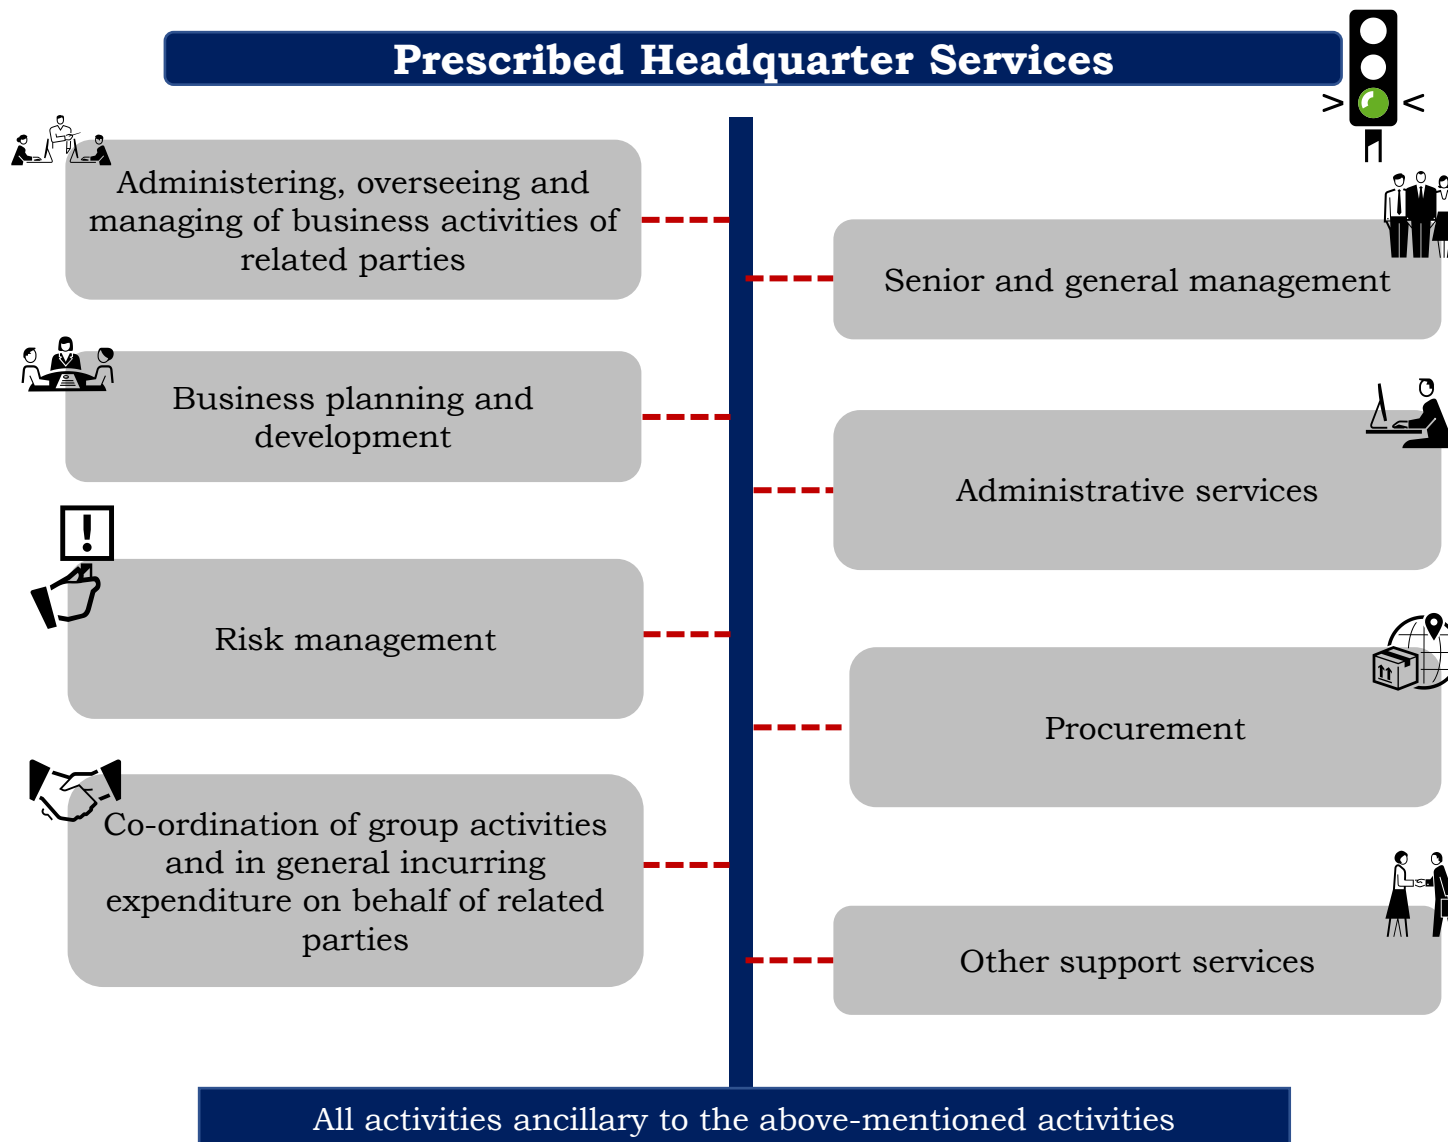 Prescribed Headquarter Services
Administering, overseeing and
managing of business activities of
related parties
Senior and general management
Business planning and
development
Administrative services
!
Risk management
Procurement
Co-ordination of group activities
and in general incurring
expenditure on behalf of related
parties
Other support services
All activities ancillary to the above-mentioned activities